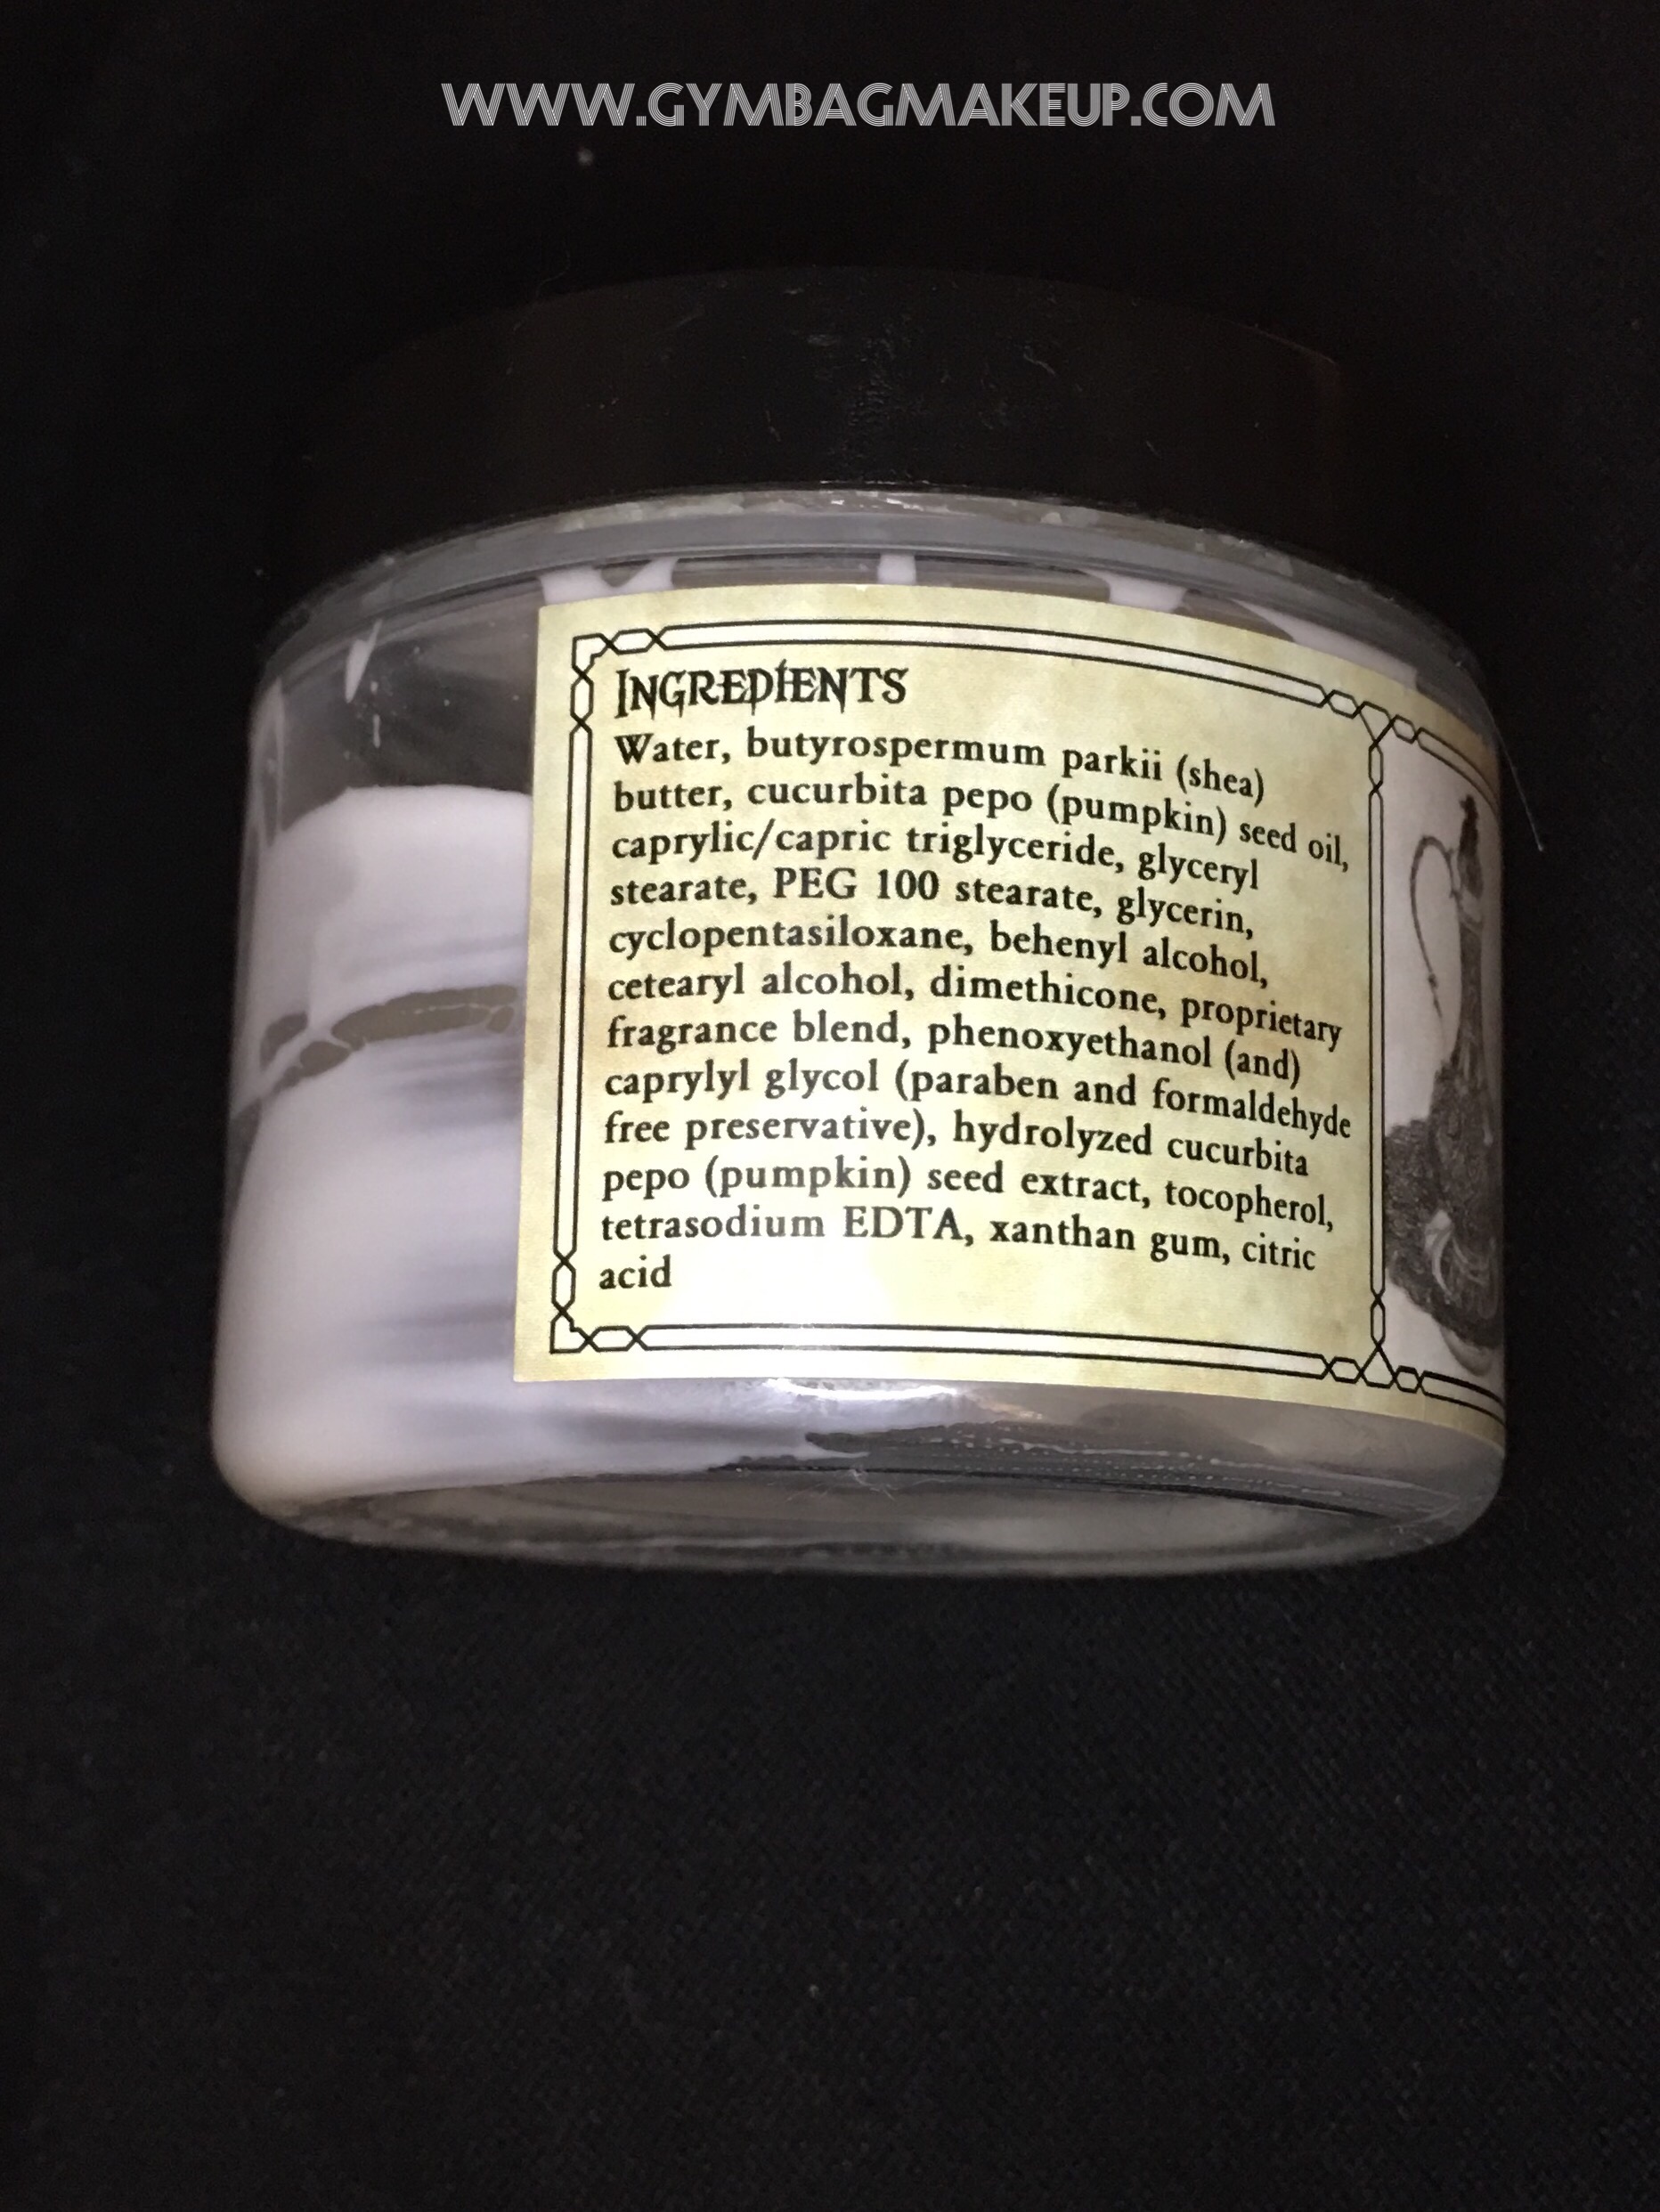 WWW.GYMBAGMAKEUP.COM
INGREDIENTS
Water, butyrospermum parkii (shea)
butter, cucurbita pepo (pumpkin) seed oil,
caprylic/capric triglyceride, glyceryl
stearate, PEG 100 stearate, glycerin,
cyclopentasiloxane, behenyl alcohol,
cetearyl alcohol, dimethicone, proprietary
fragrance blend, phenoxyethanol (and)
caprylyl glycol (paraben and formaldehyde
free preservative), hydrolyzed cucurbita
pepo (pumpkin) seed extract, tocopherol,
tetrasodium EDTA, xanthan gum, citric
acid